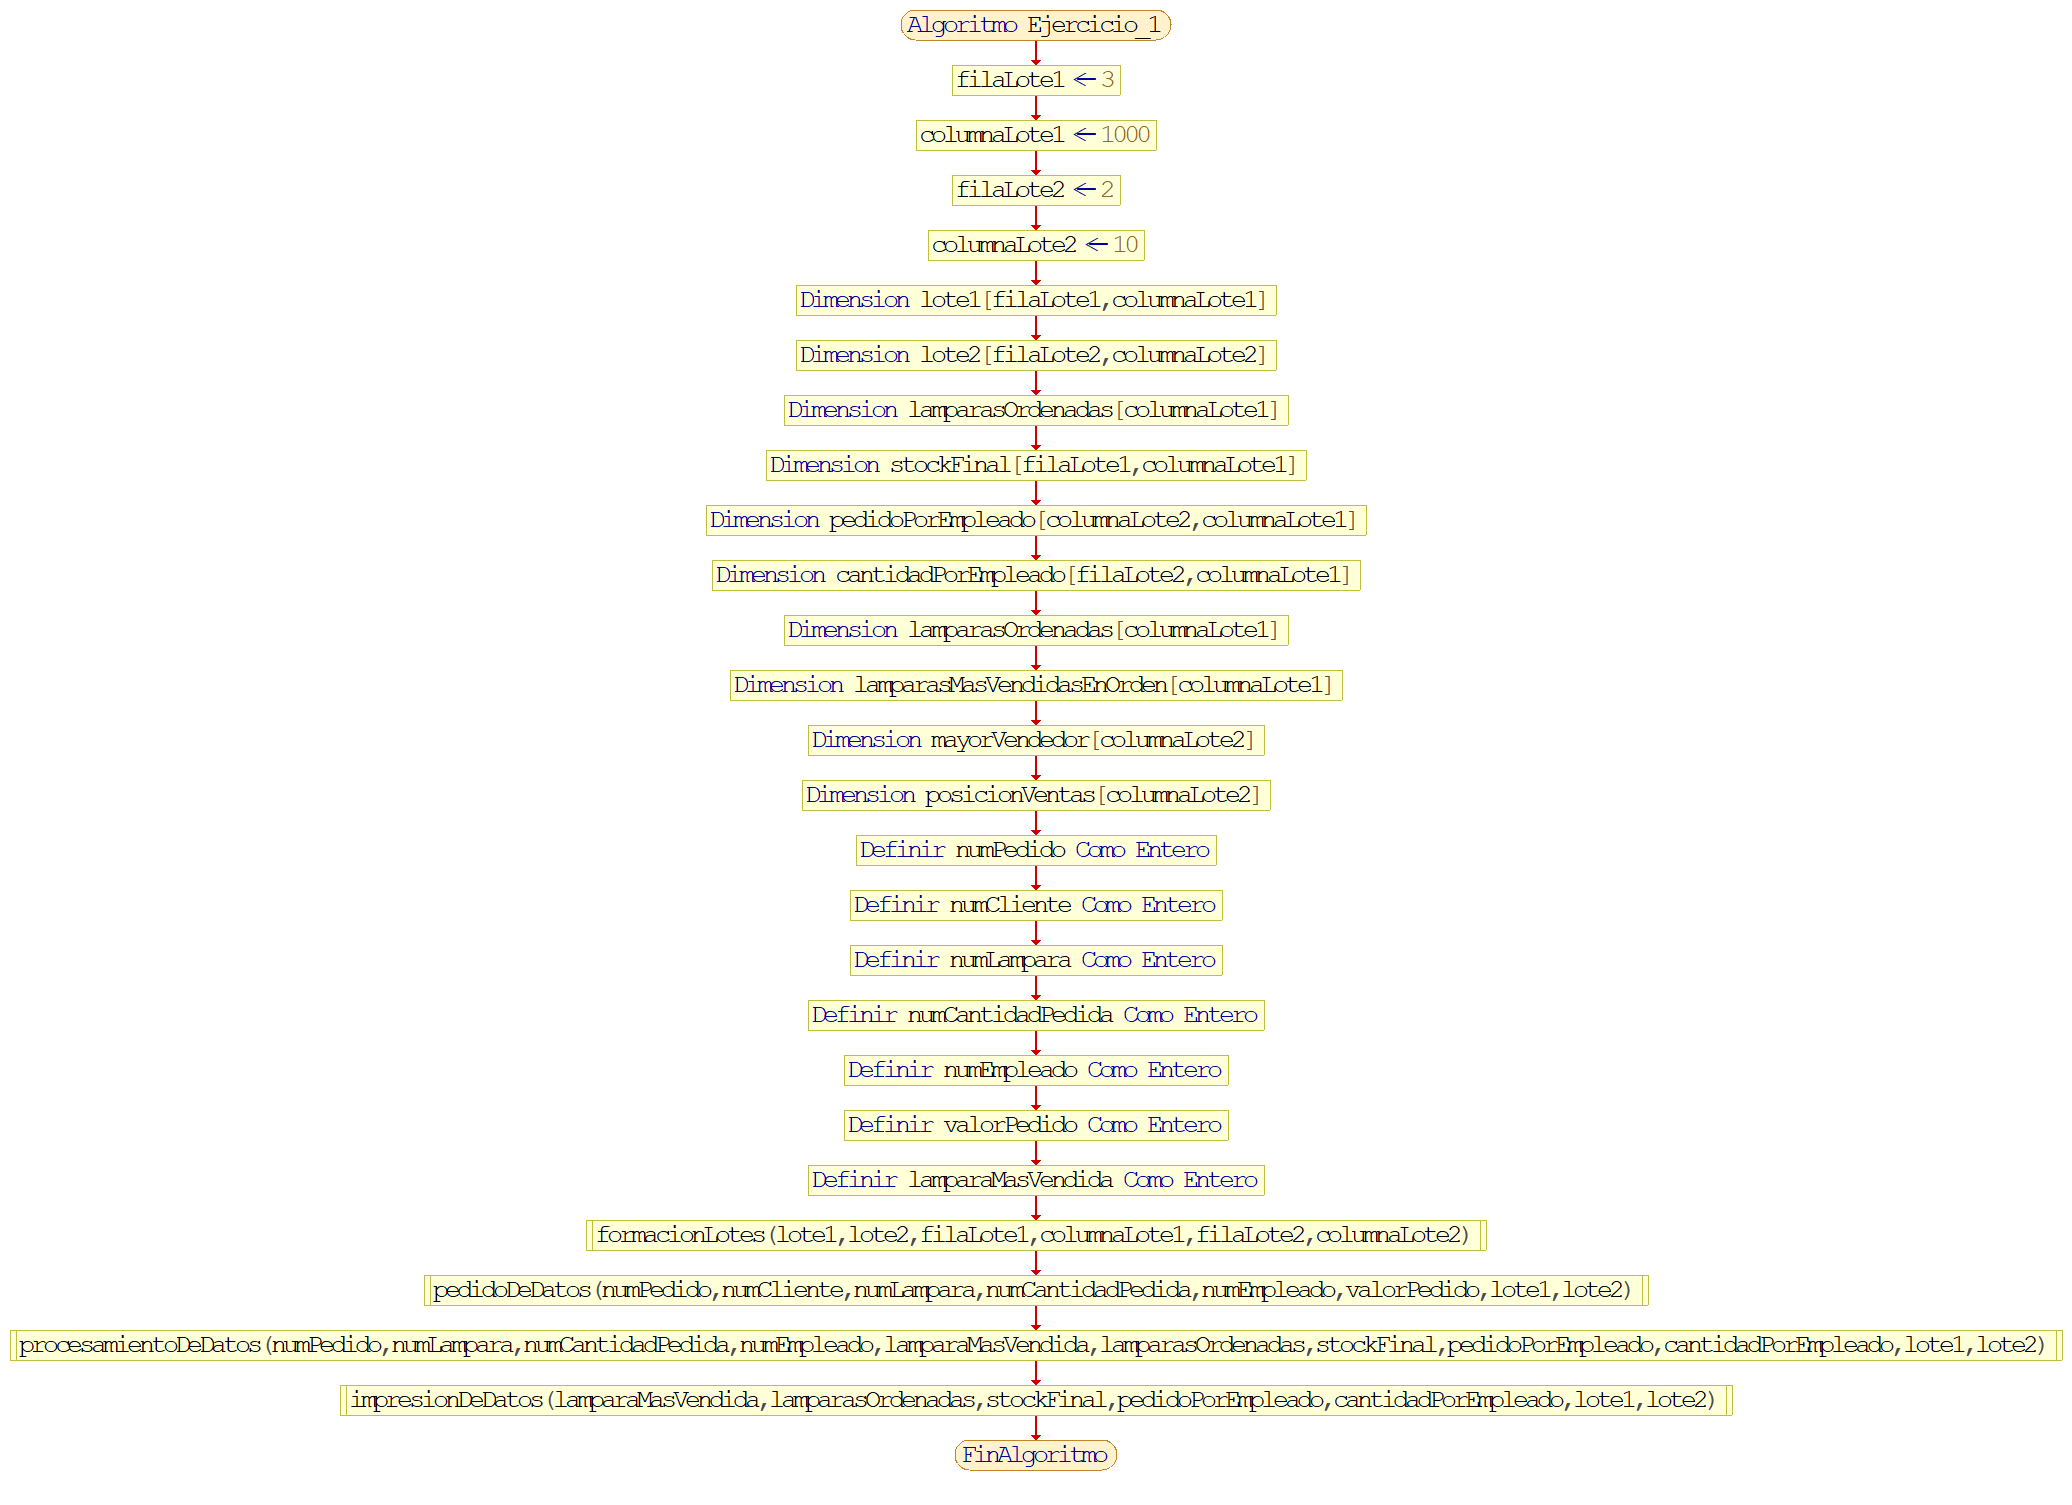 Algoritmo Ejercicio_1
filaLote1 ← 3
columnaLote1 ← 1000
filaLote2 ← 2
columnaLote2 ← 10
Dimension lote1[filaLote1,columnaLote1]
Dimension lote2[filaLote2,columnaLote2]
Dimension lamparasOrdenadas[columnaLote1]
Dimension stockFinal[filaLote1,columnaLote1]
Dimension pedidoPorEmpleado[columnaLote2,columnaLote1]
Dimension cantidadPorEmpleado[filaLote2,columnaLote1]
Dimension lamparasOrdenadas[columnaLote1]
Dimension lamparasMasVendidasEnOrden[columnaLote1]
Dimension mayorVendedor[columnaLote2]
Dimension posicionVentas[columnaLote2]
Definir numPedido Como Entero
Definir numCliente Como Entero
Definir numLampara Como Entero
Definir numCantidadPedida Como Entero
Definir numEmpleado Como Entero
Definir valorPedido Como Entero
Definir lamparaMasVendida Como Entero
formacionLotes(lote1,lote2,filaLote1,columnaLote1,filaLote2,columnaLote2)
pedidoDeDatos(numPedido,numCliente,numLampara,numCantidadPedida,numEmpleado,valorPedido,lote1,lote2)
procesamientoDeDatos(numPedido,numLampara,numCantidadPedida,numEmpleado,lamparaMasVendida,lamparasOrdenadas,stockFinal,pedidoPorEmpleado,cantidadPorEmpleado,lote1,lote2)
impresionDeDatos(lamparaMasVendida,lamparasOrdenadas,stockFinal,pedidoPorEmpleado,cantidadPorEmpleado,lote1,lote2)
FinAlgoritmo